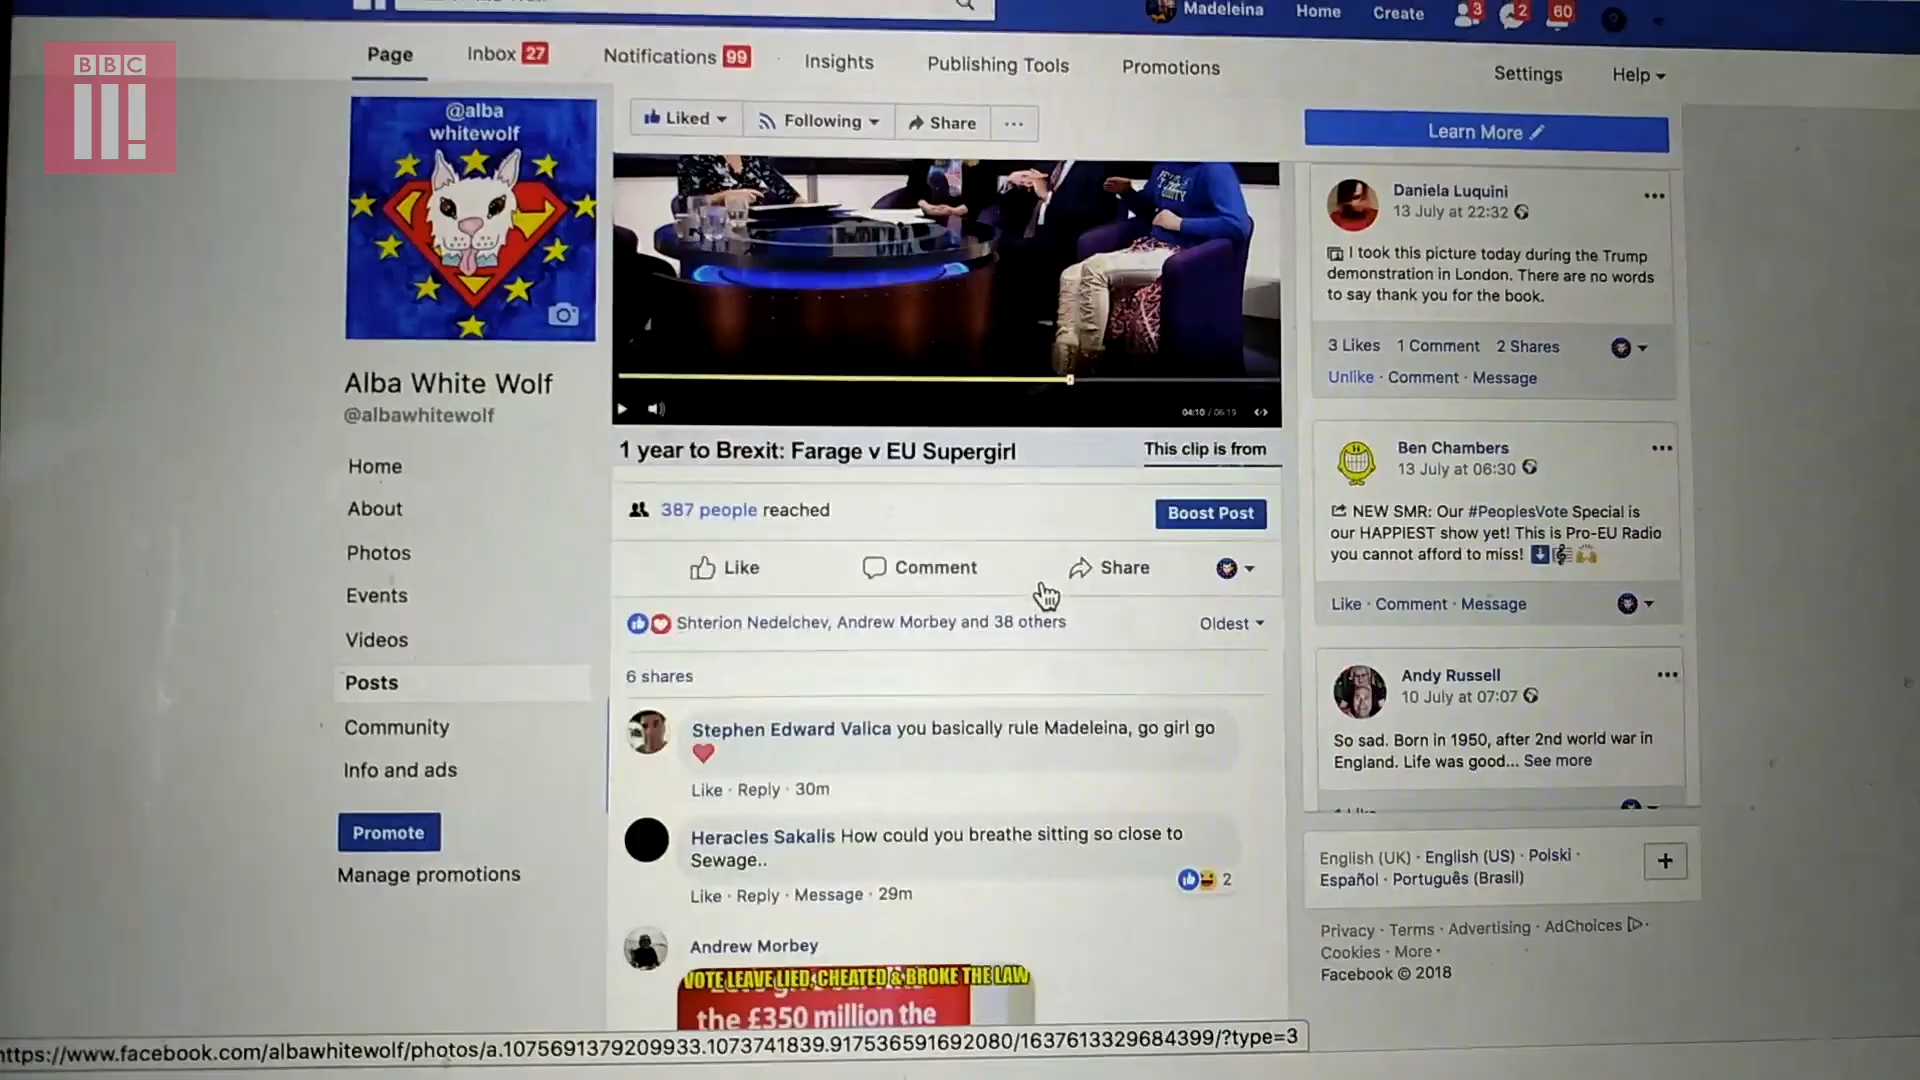 BBC
Madeleina
Home
Create
3
2
60
Page
Inbox 27
Notifications 99
Insights
Publishing Tools
Promotions
Settings
Help
@alba
whitewolf
Liked
Following
Share
Learn More
Alba White Wolf
@albawhitewolf
Home
About
Photos
Events
Videos
Posts
Community
Info and ads
Promote
Manage promotions
04:10 / 06:19
1 year to Brexit: Farage v EU Supergirl
This clip is from
387 people reached
Boost Post
Like
Comment
Share
Shterion Nedelchev, Andrew Morbey and 38 others
Oldest
6 shares
Stephen Edward Valica you basically rule Madeleina, go girl go
Like · Reply · 30m
Heracles Sakalis How could you breathe sitting so close to
Sewage..
2
Like · Reply · Message · 29m
Andrew Morbey
VOTE LEAVE LIED, CHEATED & BROKE THE LAW
the £350 million the
Daniela Luquini
13 July at 22:32
I took this picture today during the Trump
demonstration in London. There are no words
to say thank you for the book.
3 Likes 1 Comment 2 Shares
Unlike · Comment · Message
Ben Chambers
13 July at 06:30
NEW SMR: Our #PeoplesVote Special is
our HAPPIEST show yet! This is Pro-EU Radio
you cannot afford to miss!
Like · Comment · Message
Andy Russell
10 July at 07:07
So sad. Born in 1950, after 2nd world war in
England. Life was good... See more
English (UK) · English (US) · Polski ·
Español · Português (Brasil)
Privacy · Terms · Advertising · AdChoices ·
Cookies · More ·
Facebook © 2018
ttps://www.facebook.com/albawhitewolf/photos/a.1075691379209933.1073741839.917536591692080/1637613329684399/?type=3